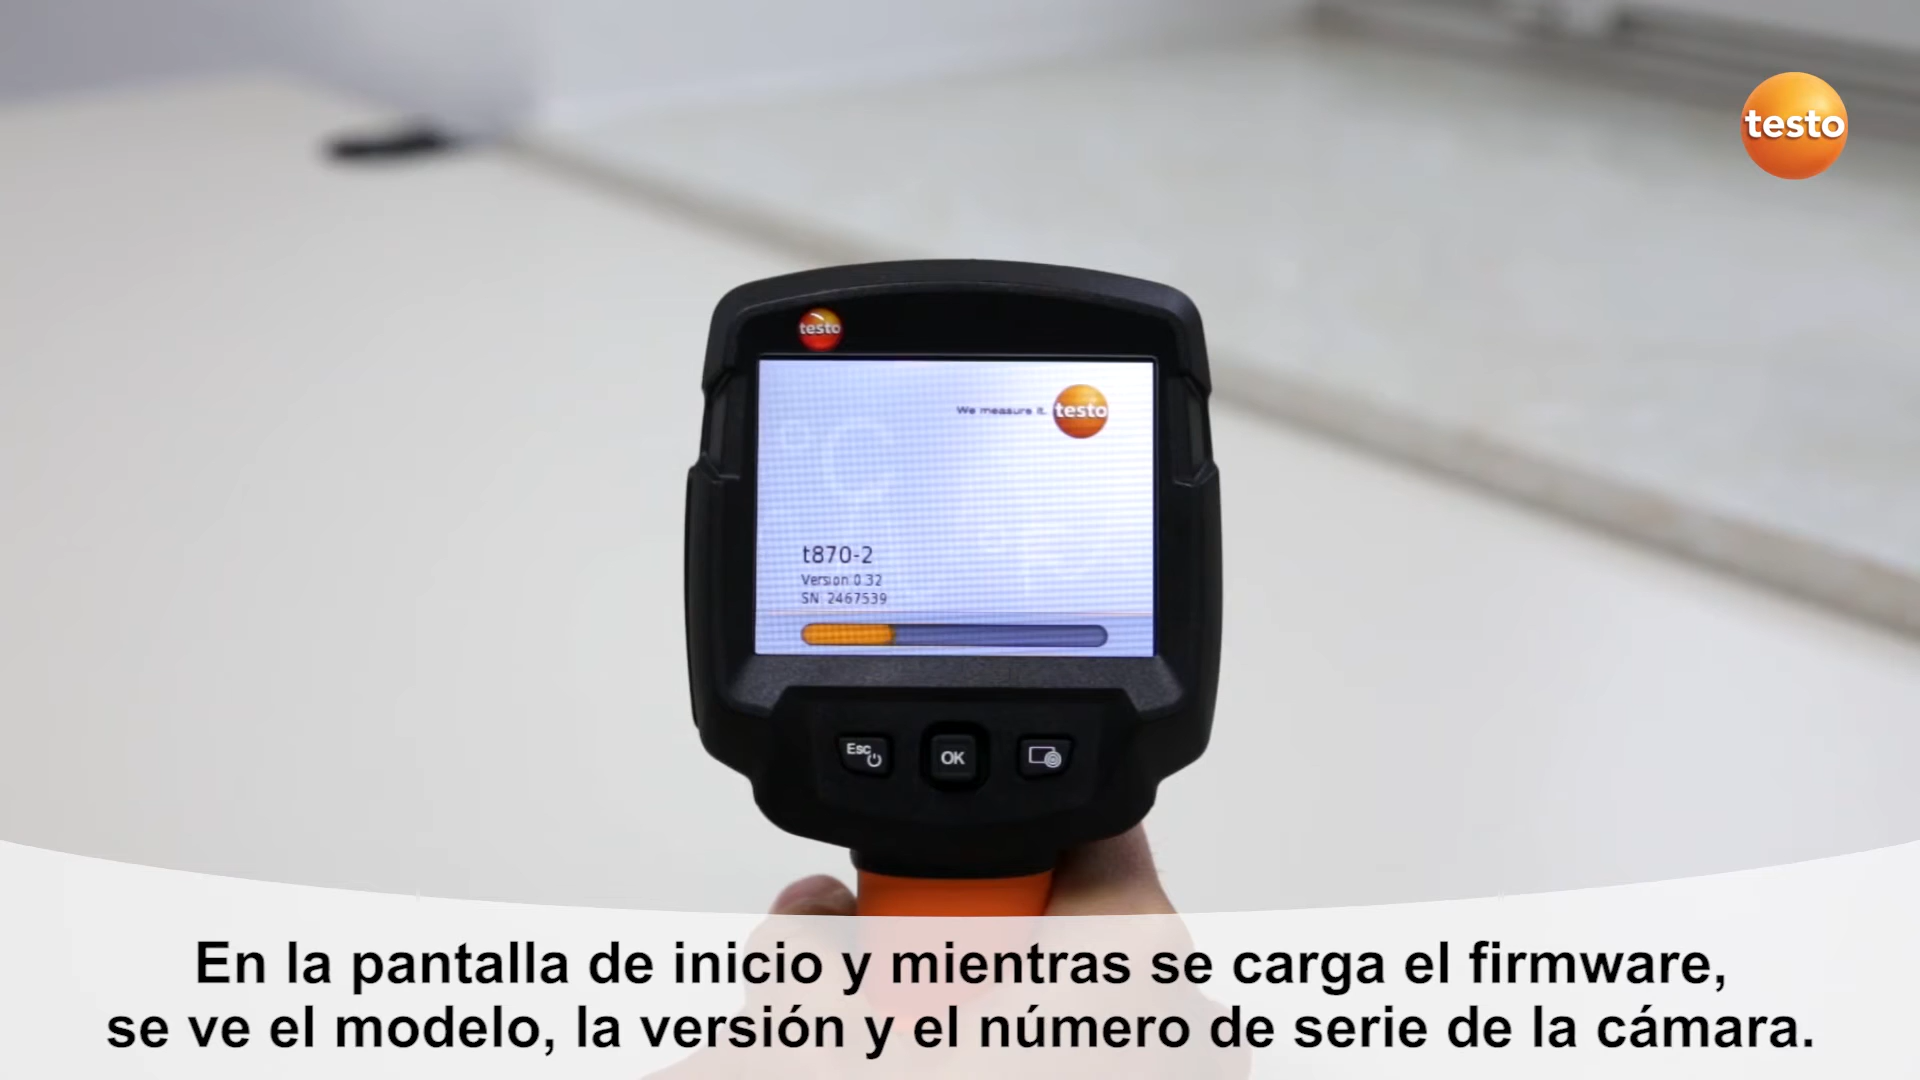 testo
testo
We measure it. testo
t870-2
Version 0.32
SN 2467539
Esc
OK
En la pantalla de inicio y mientras se carga el firmware,
se ve el modelo, la versión y el número de serie de la cámara.